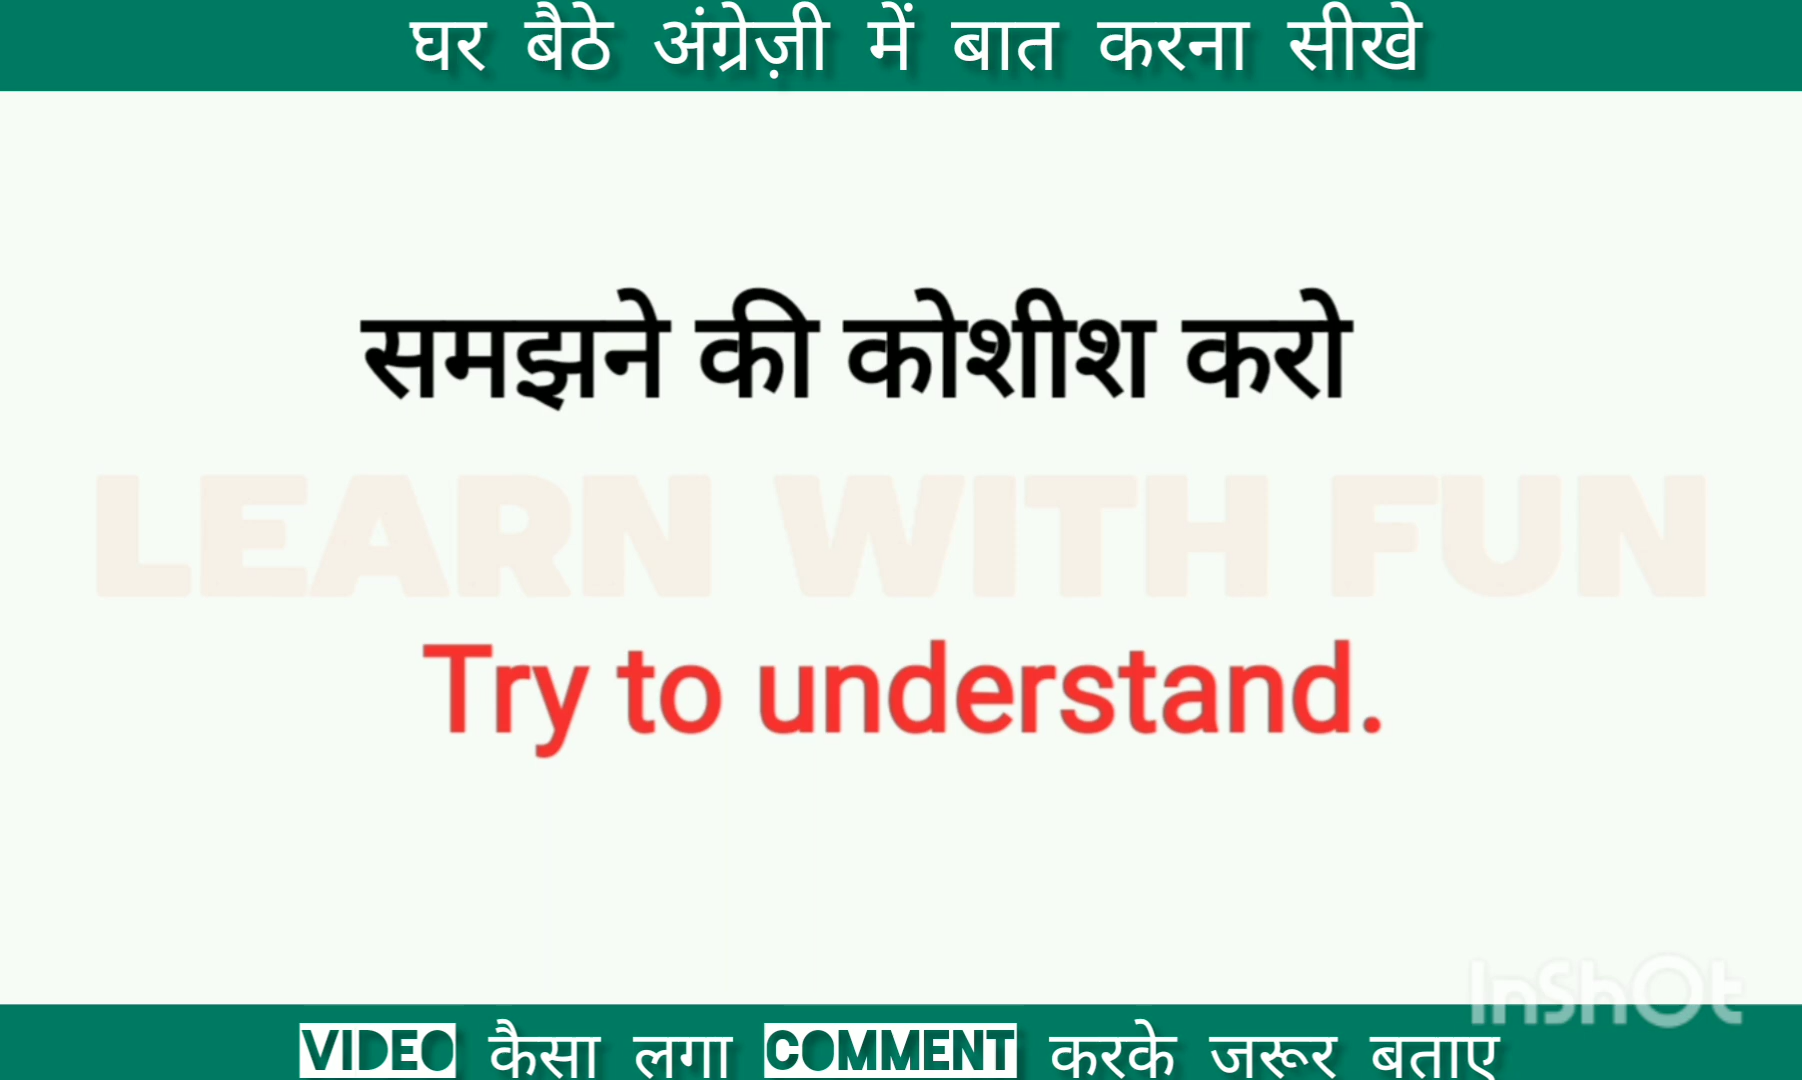 घर बैठे अंग्रेज़ी में बात करना सीखे
समझने की कोशीश करो
LEARN WITH FUN
Try to understand.
InShOt
VIDEO कैसा लगा COMMENT करके जरूर बताए